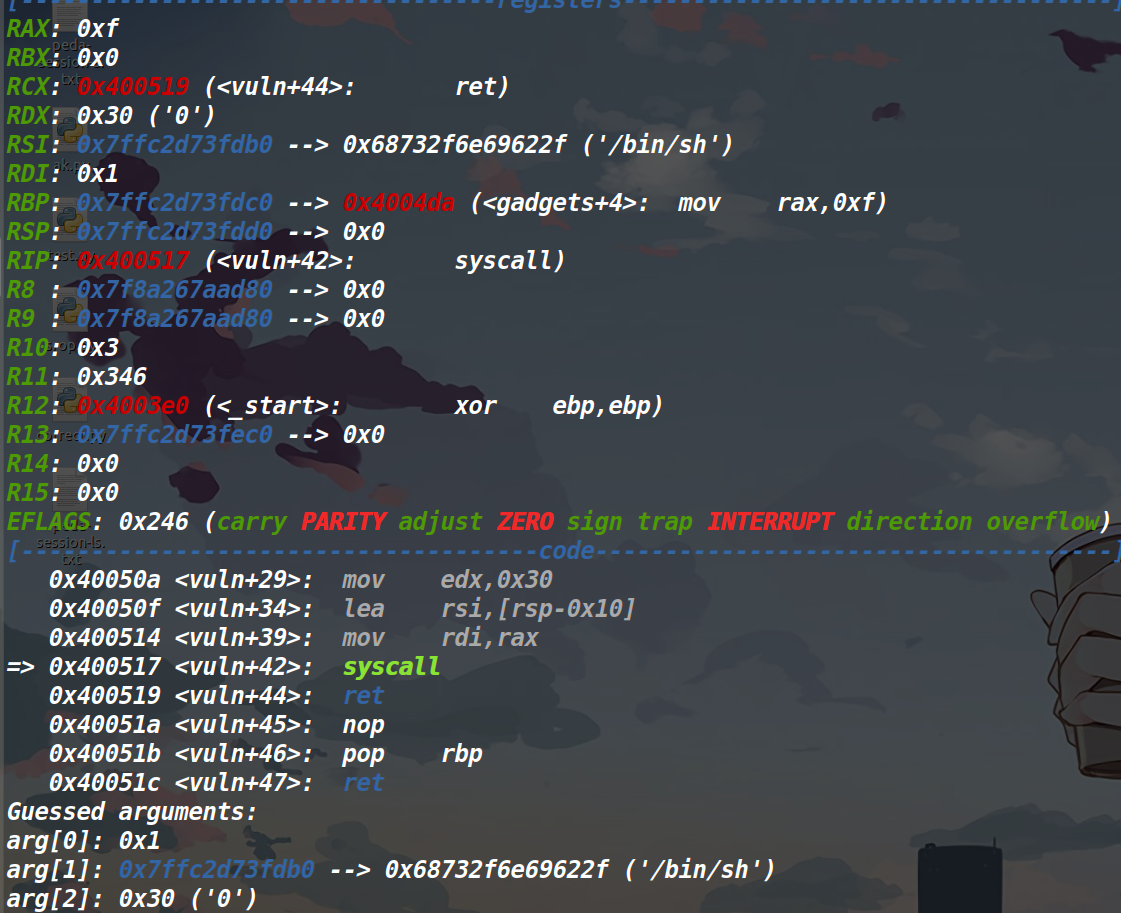 [----------------------------------registers-----------------------------------]
RAX: 0xf
RBX: 0x0
RCX: 0x400519 (<vuln+44>:	ret)
RDX: 0x30 ('0')
RSI: 0x7ffc2d73fdb0 --> 0x68732f6e69622f ('/bin/sh')
RDI: 0x1
RBP: 0x7ffc2d73fdc0 --> 0x4004da (<gadgets+4>:	mov    rax,0xf)
RSP: 0x7ffc2d73fdd0 --> 0x0
RIP: 0x400517 (<vuln+42>:	syscall)
R8 : 0x7f8a267aad80 --> 0x0
R9 : 0x7f8a267aad80 --> 0x0
R10: 0x3
R11: 0x346
R12: 0x4003e0 (<_start>:	xor    ebp,ebp)
R13: 0x7ffc2d73fec0 --> 0x0
R14: 0x0
R15: 0x0
EFLAGS: 0x246 (carry PARITY adjust ZERO sign trap INTERRUPT direction overflow)
[-------------------------------------code-------------------------------------]
   0x40050a <vuln+29>:	mov    edx,0x30
   0x40050f <vuln+34>:	lea    rsi,[rsp-0x10]
   0x400514 <vuln+39>:	mov    rdi,rax
=> 0x400517 <vuln+42>:	syscall
   0x400519 <vuln+44>:	ret
   0x40051a <vuln+45>:	nop
   0x40051b <vuln+46>:	pop    rbp
   0x40051c <vuln+47>:	ret
Guessed arguments:
arg[0]: 0x1
arg[1]: 0x7ffc2d73fdb0 --> 0x68732f6e69622f ('/bin/sh')
arg[2]: 0x30 ('0')
peda-
txt
session-ls.
txt